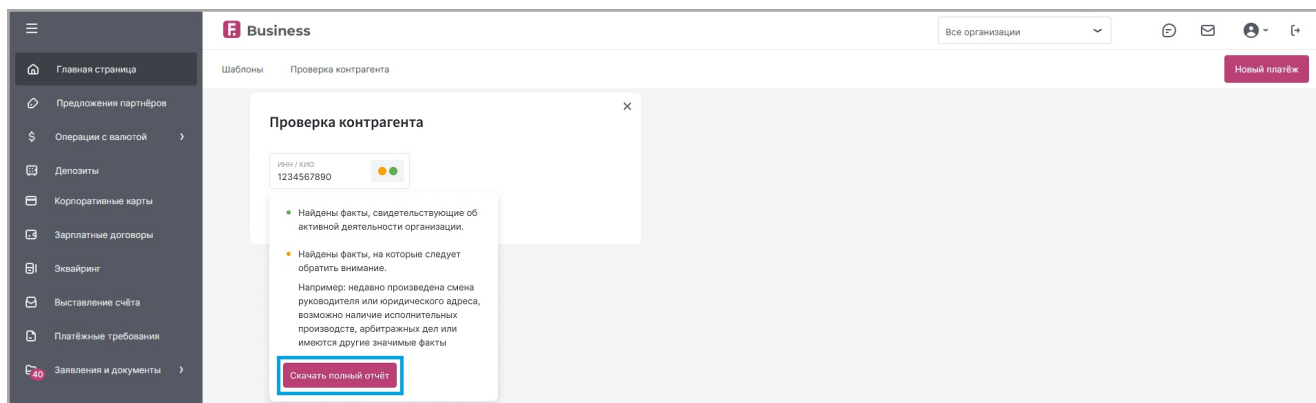 F. Business
Все организации
Главная страница
Предложения партнёров
Операции с валютой
Депозиты
Корпоративные карты
Зарплатные договоры
Эквайринг
Выставление счёта
Платёжные требования
Заявления и документы
40
Шаблоны Проверка контрагента
Новый платёж
Проверка контрагента
ИНН / КИО
1234567890
Найдены факты, свидетельствующие об
активной деятельности организации.
Найдены факты, на которые следует
обратить внимание.
Например: недавно произведена смена
руководителя или юридического адреса,
возможно наличие исполнительных
производств, арбитражных дел или
имеются другие значимые факты
Скачать полный отчёт